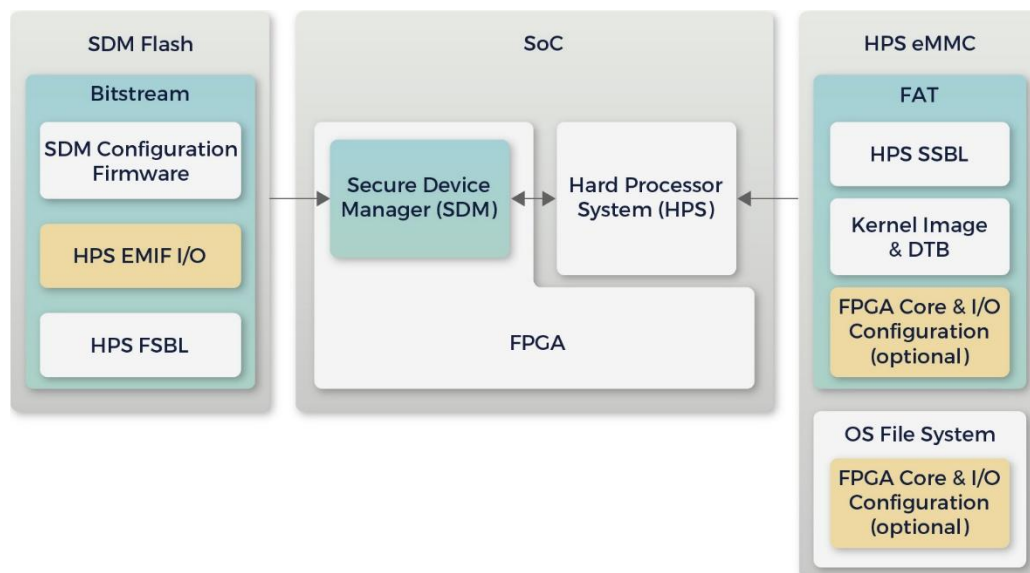 SDM Flash
Bitstream
SDM Configuration
Firmware
HPS EMIF I/O
HPS FSBL
SoC
Secure Device
Manager (SDM)
Hard Processor
System (HPS)
FPGA
HPS eMMC
FAT
HPS SSBL
Kernel Image
& DTB
FPGA Core & I/O
Configuration
(optional)
OS File System
FPGA Core & I/O
Configuration
(optional)